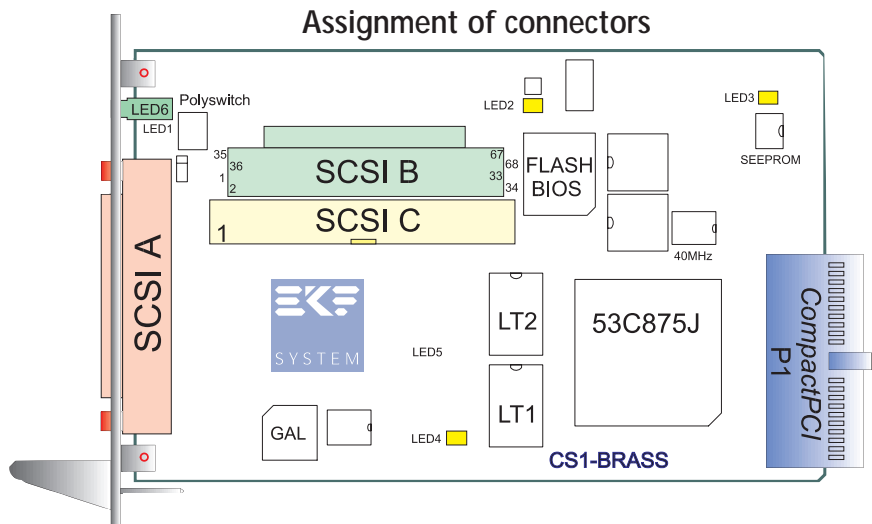 Assignment of connectors
LED6
Polyswitch
LED1
LED2
LED3
SEEPROM
35
36
1
2
SCSI B
67
68
33
34
FLASH
BIOS
1
SCSI C
40MHz
SCSI A
EKF
SYSTEM
LED5
LT2
53C875J
CompactPCI
P1
GAL
LED4
LT1
CS1-BRASS